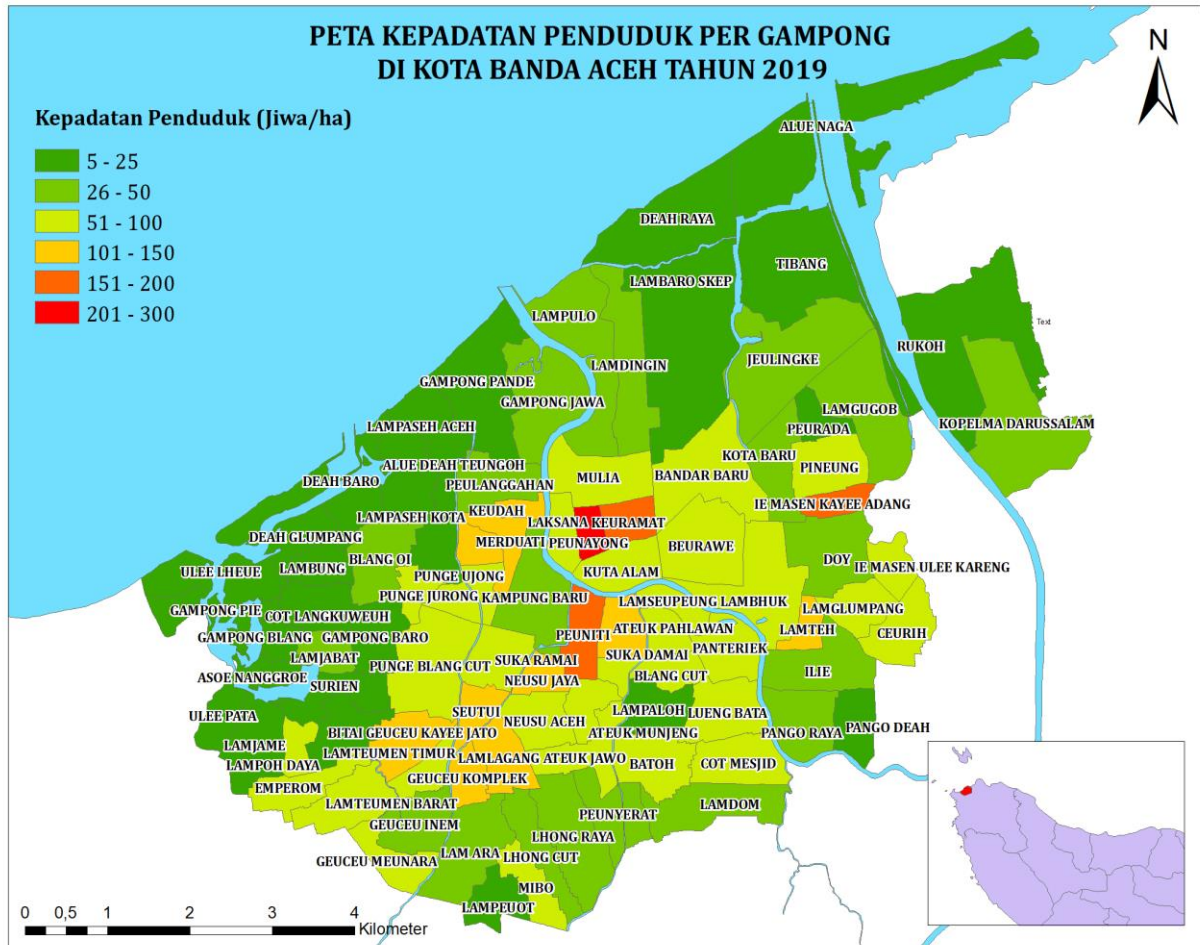 PETA KEPADATAN PENDUDUK PER GAMPONG
DI KOTA BANDA ACEH TAHUN 2019
N
Kepadatan Penduduk (Jiwa/ha)
5 - 25
26 - 50
51 - 100
101 - 150
151 - 200
201 - 300
ALUE NAGA
DEAH RAYA
TIBANG
LAMBARO SKEP
LAMPULO
Text
RUKOH
JEULINGKE
LAMDINGIN
GAMPONG PANDE
GAMPONG JAWA
LAMGUGOB
LAMPASEH ACEH
PEURADA
KOPELMA DARUSSALAM
KOTA BARU
ALUE DEAH TEUNGOH
PINEUNG
MULIA
BANDAR BARU
DEAH BARO
PEULANGGAHAN
IE MASEN KAYEE ADANG
KEUDAH
LAMPASEH KOTA
LAKSANA
KEURAMAT
DEAH GLUMPANG
MERDUATI
PEUNAYONG
BEURAWE
BLANG OI
DOY
IE MASEN ULEE KARENG
ULEE LHEUE
LAMBUNG
PUNGE UJONG
KUTA ALAM
PUNGE JURONG
KAMPUNG BARU
LAMSEUPEUNG
LAMBHUK
GAMPONG PIE
COT LANGKUWEUH
LAMGLUMPANG
GAMPONG BLANG
GAMPONG BARO
PEUNITI
ATEUK PAHLAWAN
LAMTEH
CEURIH
PANTERIEK
LAMJABAT
PUNGE BLANG CUT
SUKA RAMAI
SUKA DAMAI
ASOE NANGGROE
SURIEN
NEUSU JAYA
BLANG CUT
ILIE
ULEE PATA
SEUTUI
NEUSU ACEH
LAMPALOH
LUENG BATA
BITAI
GEUCEU KAYEE JATO
ATEUK MUNJENG
PANGO RAYA
PANGO DEAH
LAMJAME
LAMTEUMEN TIMUR
LAMLAGANG
ATEUK JAWO
BATOH
COT MESJID
LAMPOH DAYA
GEUCEU KOMPLEK
EMPEROM
LAMTEUMEN BARAT
LAMDOM
PEUNYERAT
GEUCEU INEM
LHONG RAYA
GEUCEU MEUNARA
LAM ARA
LHONG CUT
MIBO
LAMPEUOT
0 0,5 1 2 3 4
Kilometer